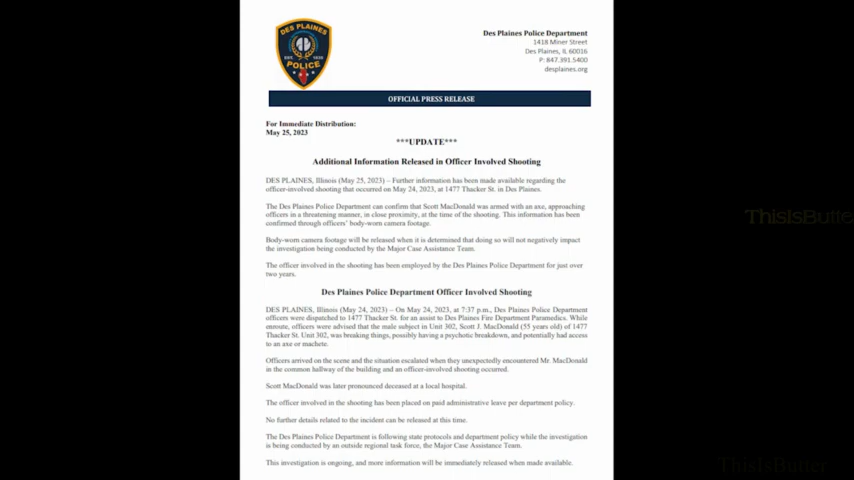 DES PLAINES
POLICE
Des Plaines Police Department
1418 Miner Street
Des Plaines, IL 60016
P: 847.391.5400
desplaines.org
OFFICIAL PRESS RELEASE
For Immediate Distribution:
May 25, 2023
***UPDATE***
Additional Information Released in Officer Involved Shooting
DES PLAINES, Illinois (May 25, 2023) – Further information has been made available regarding the
officer-involved shooting that occurred on May 24, 2023, at 1477 Thacker St. in Des Plaines.
The Des Plaines Police Department can confirm that Scott MacDonald was armed with an axe, approaching
officers in a threatening manner, in close proximity, at the time of the shooting. This information has been
confirmed through officers' body-worn camera footage.
Body-worn camera footage will be released when it is determined that doing so will not negatively impact
the investigation being conducted by the Major Case Assistance Team.
The officer involved in the shooting has been employed by the Des Plaines Police Department for just over
two years.
Des Plaines Police Department Officer Involved Shooting
DES PLAINES, Illinois (May 24, 2023) – On May 24, 2023, at 7:37 p.m., Des Plaines Police Department
officers were dispatched to 1477 Thacker St. for an assist to Des Plaines Fire Department Paramedics. While
enroute, officers were advised that the male subject in Unit 302, Scott J. MacDonald (55 years old) of 1477
Thacker St. Unit 302, was breaking things, possibly having a psychotic breakdown, and potentially had access
to an axe or machete.
Officers arrived on the scene and the situation escalated when they unexpectedly encountered Mr. MacDonald
in the common hallway of the building and an officer-involved shooting occurred.
Scott MacDonald was later pronounced deceased at a local hospital.
The officer involved in the shooting has been placed on paid administrative leave per department policy.
No further details related to the incident can be released at this time.
The Des Plaines Police Department is following state protocols and department policy while the investigation
is being conducted by an outside regional task force, the Major Case Assistance Team.
This investigation is ongoing, and more information will be immediately released when made available.
ThisIsButte
ThisIsButter